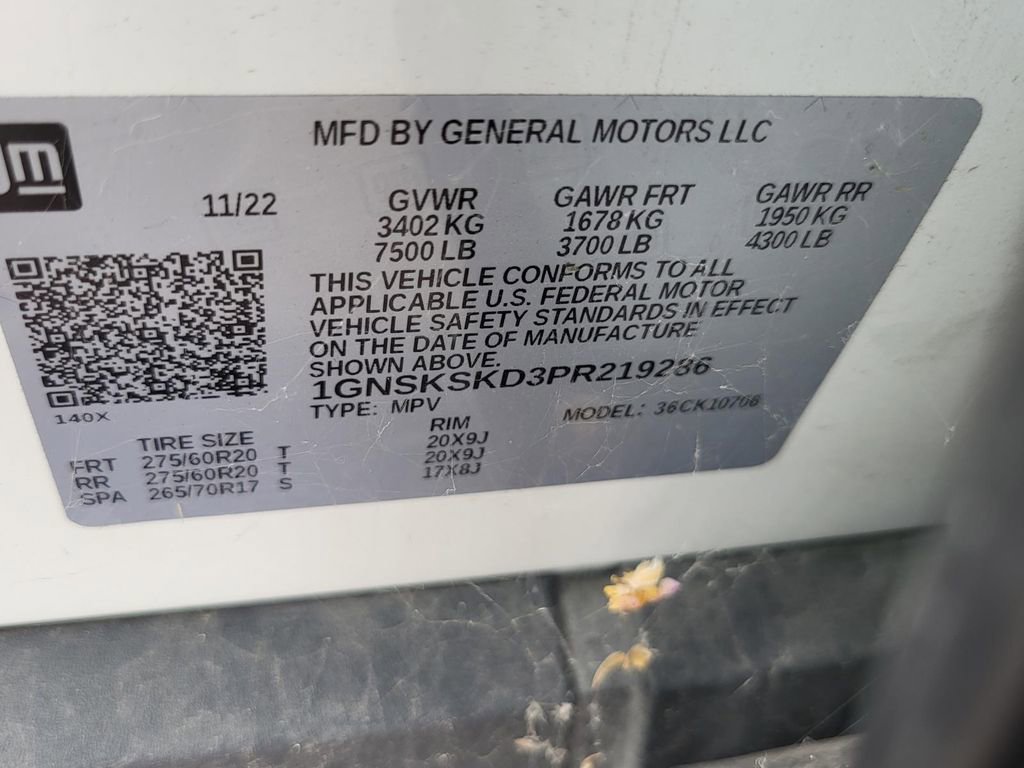 gm
MFD BY GENERAL MOTORS LLC
11/22 GVWR GAWR FRT GAWR RR
3402 KG 1678 KG 1950 KG
7500 LB 3700 LB 4300 LB
THIS VEHICLE CONFORMS TO ALL
APPLICABLE U.S. FEDERAL MOTOR
VEHICLE SAFETY STANDARDS IN EFFECT
ON THE DATE OF MANUFACTURE
SHOWN ABOVE.
1GNSKSKD3PR219286
140X TYPE: MPV MODEL: 36CK10706
TIRE SIZE RIM
FRT 275/60R20 T 20X9J
RR 275/60R20 T 20X9J
SPA 265/70R17 S 17X8J